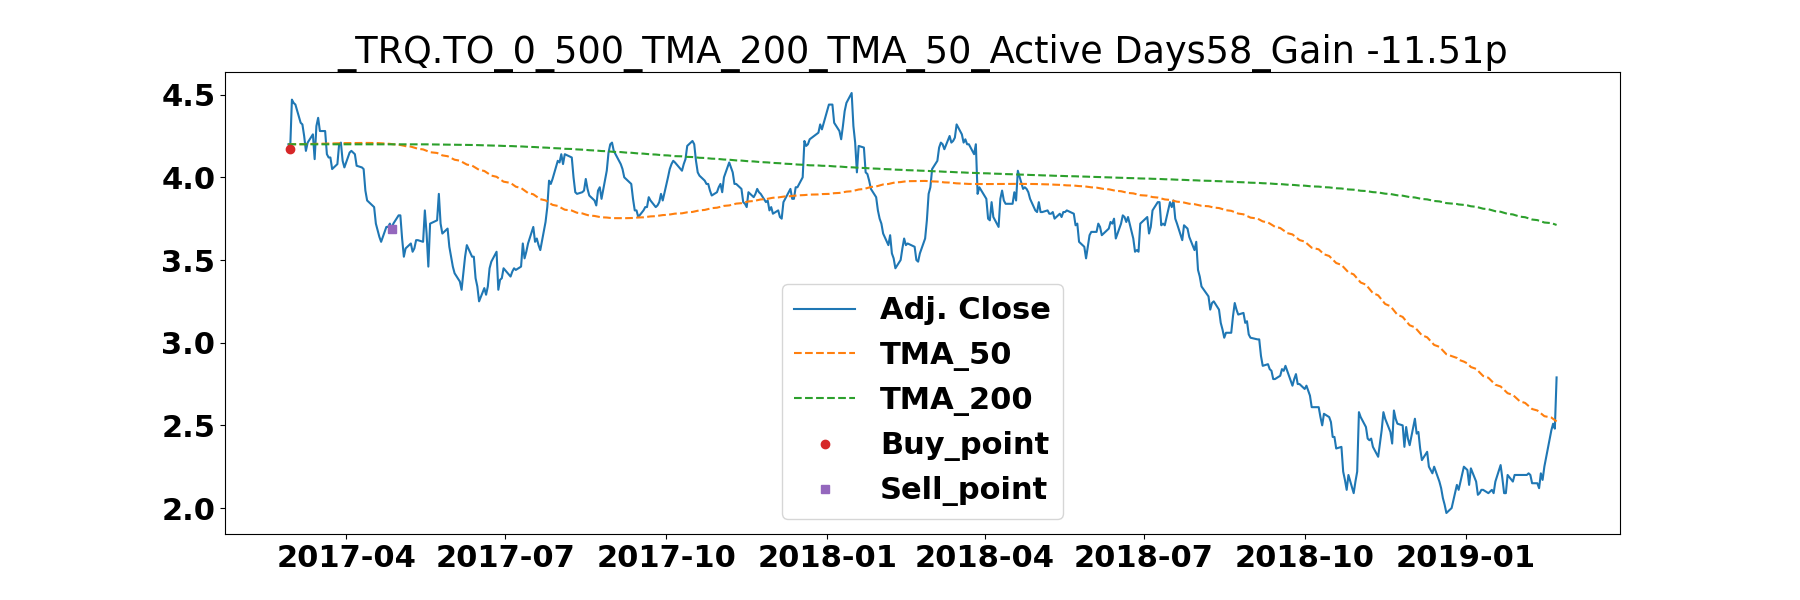 _TRQ.TO_0_500_TMA_200_TMA_50_Active Days58_Gain -11.51p
4.5
4.0
3.5
3.0
2.5
2.0
Adj. Close
TMA_50
TMA_200
Buy_point
Sell_point
2017-04 2017-07 2017-10 2018-01 2018-04 2018-07 2018-10 2019-01